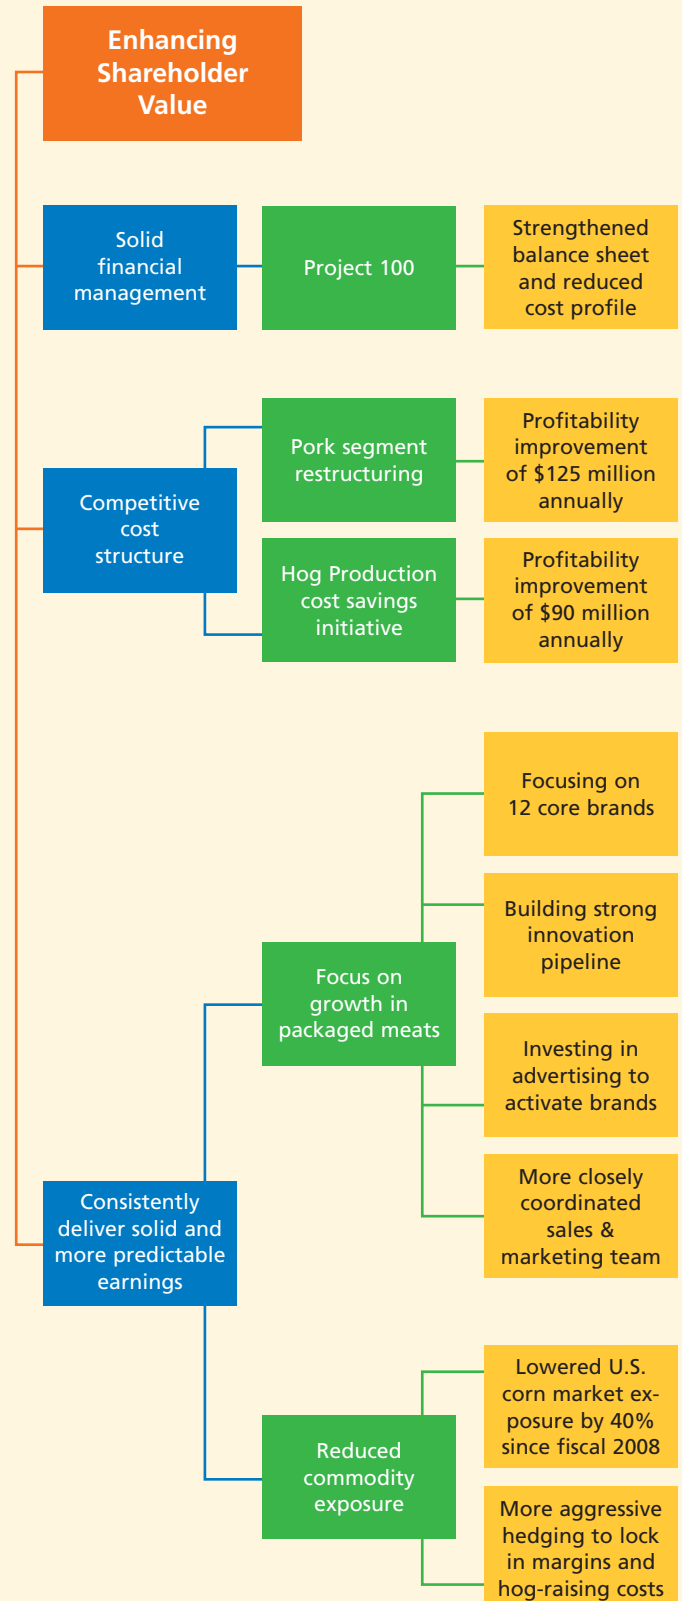 Enhancing
Shareholder
Value
Solid
financial
management
Project 100
Strengthened
balance sheet
and reduced
cost profile
Competitive
cost
structure
Pork segment
restructuring
Profitability
improvement
of $125 million
annually
Hog Production
cost savings
initiative
Profitability
improvement
of $90 million
annually
Consistently
deliver solid and
more predictable
earnings
Focus on
growth in
packaged meats
Focusing on
12 core brands
Building strong
innovation
pipeline
Investing in
advertising to
activate brands
More closely
coordinated
sales &
marketing team
Reduced
commodity
exposure
Lowered U.S.
corn market ex-
posure by 40%
since fiscal 2008
More aggressive
hedging to lock
in margins and
hog-raising costs